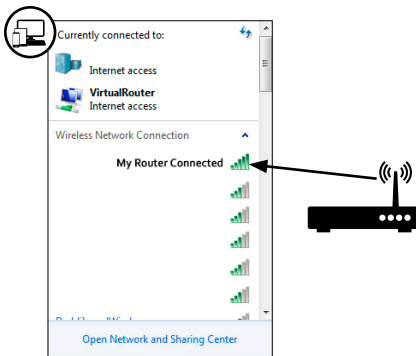 Currently connected to:
Internet access
VirtualRouter
Internet access
Wireless Network Connection
My Router Connected
Open Network and Sharing Center